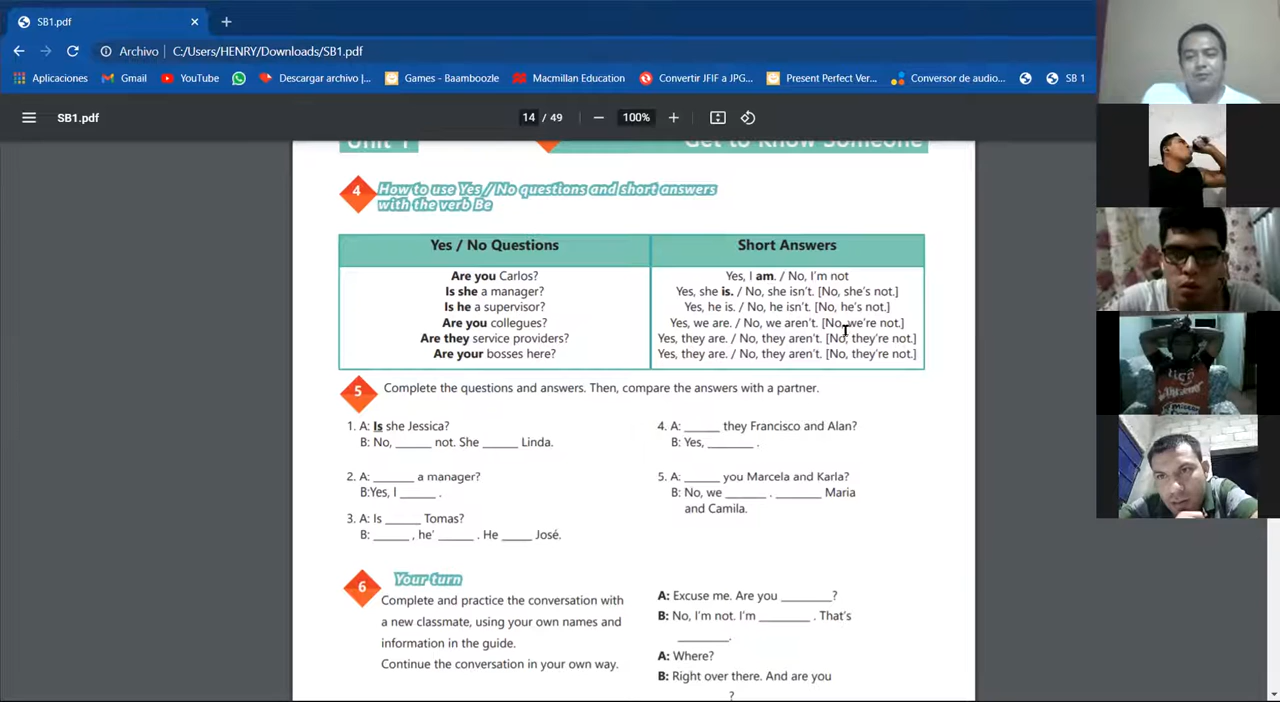 SB1.pdf
Archivo
C:/Users/HENRY/Downloads/SB1.pdf
Aplicaciones
Gmail
YouTube
Descargar archivo |...
Games - Baamboozle
Macmillan Education
Convertir JFIF a JPG...
Present Perfect Ver...
Conversor de audio...
SB 1
SB1.pdf
14 / 49
100%
Unit 1
Get to Know Someone
4
How to use Yes / No questions and short answers
with the verb Be
Yes / No Questions
Short Answers
Are you Carlos?
Yes, I am. / No, I'm not
Is she a manager?
Yes, she is. / No, she isn't. [No, she's not.]
Is he a supervisor?
Yes, he is. / No, he isn't. [No, he's not.]
Are you collegues?
Yes, we are. / No, we aren't. [No, we're not.]
Are they service providers?
Yes, they are. / No, they aren't. [No, they're not.]
Are your bosses here?
Yes, they are. / No, they aren't. [No, they're not.]
5
Complete the questions and answers. Then, compare the answers with a partner.
1. A: Is she Jessica?
B: No, ______ not. She ______ Linda.
2. A: _______ a manager?
B:Yes, I ______ .
3. A: Is ______ Tomas?
B: ______ , he' ______ . He _____ José.
4. A: ______ they Francisco and Alan?
B: Yes, ________ .
5. A: ______ you Marcela and Karla?
B: No, we _______ . ________ Maria
and Camila.
6
Your turn
Complete and practice the conversation with
a new classmate, using your own names and
information in the guide.
Continue the conversation in your own way.
A: Excuse me. Are you _________?
B: No, I'm not. I'm _________ . That's
_________.
A: Where?
B: Right over there. And are you
?